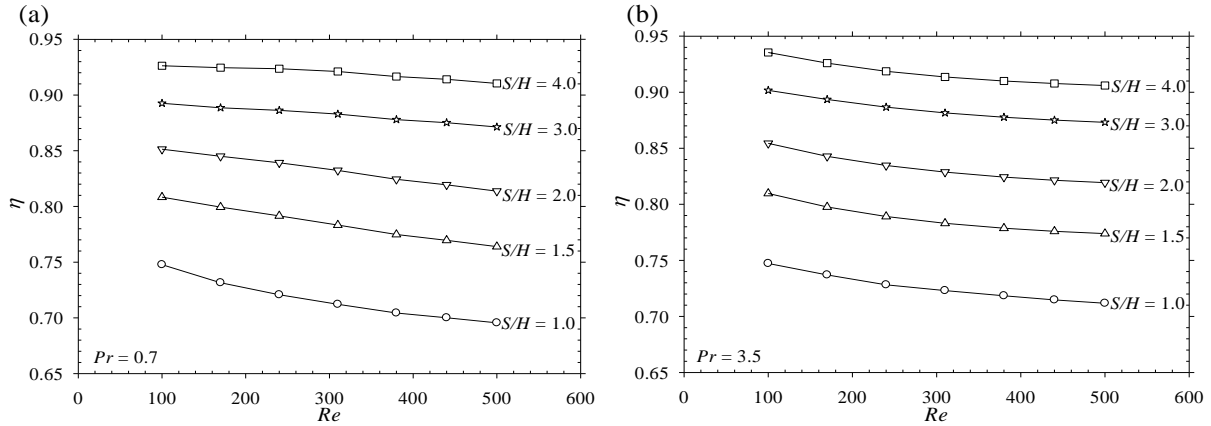 (a)
0.95
0.90
0.85
0.80
0.75
0.70
0.65
η
S/H = 4.0
S/H = 3.0
S/H = 2.0
S/H = 1.5
S/H = 1.0
Pr = 0.7
0 100 200 300 400 500 600
Re
(b)
0.95
0.90
0.85
0.80
0.75
0.70
0.65
η
S/H = 4.0
S/H = 3.0
S/H = 2.0
S/H = 1.5
S/H = 1.0
Pr = 3.5
0 100 200 300 400 500 600
Re